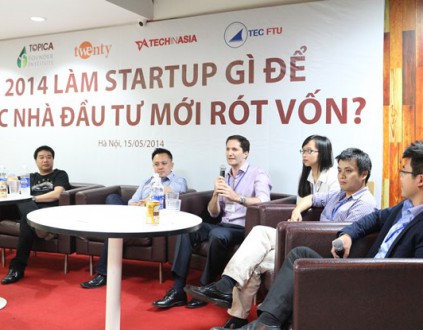 TOPICA
twenty
TECHINASIA
TEC FTU
2014 LÀM STARTUP GÌ ĐỂ
C NHÀ ĐẦU TƯ MỚI RÓT VỐN?
Hà Nội, 15/05/2014